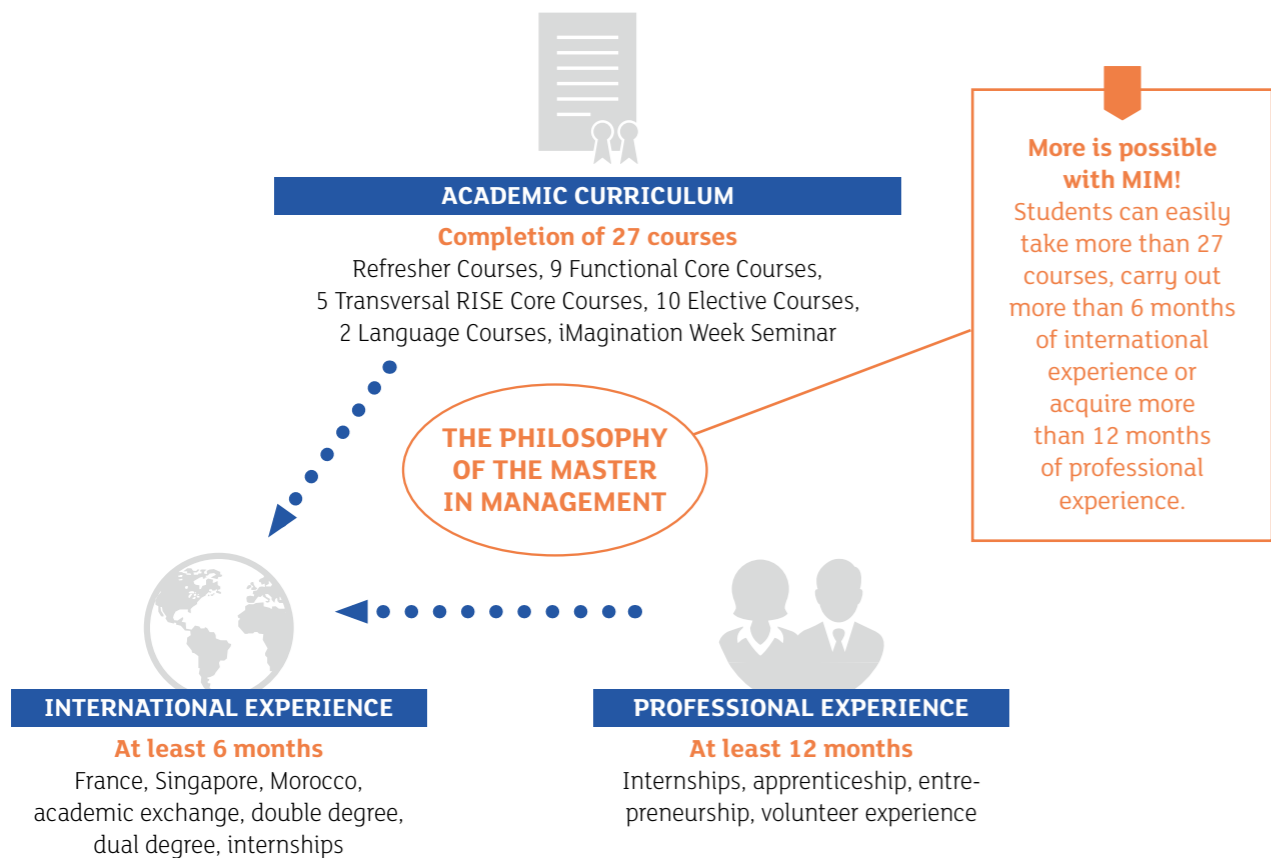 ACADEMIC CURRICULUM
Completion of 27 courses
Refresher Courses, 9 Functional Core Courses,
5 Transversal RISE Core Courses, 10 Elective Courses,
2 Language Courses, iMagination Week Seminar
More is possible
with MIM!
Students can easily
take more than 27
courses, carry out
more than 6 months
of international
experience or
acquire more
than 12 months
of professional
experience.
THE PHILOSOPHY
OF THE MASTER
IN MANAGEMENT
INTERNATIONAL EXPERIENCE
At least 6 months
France, Singapore, Morocco,
academic exchange, double degree,
dual degree, internships
PROFESSIONAL EXPERIENCE
At least 12 months
Internships, apprenticeship, entre-
preneurship, volunteer experience